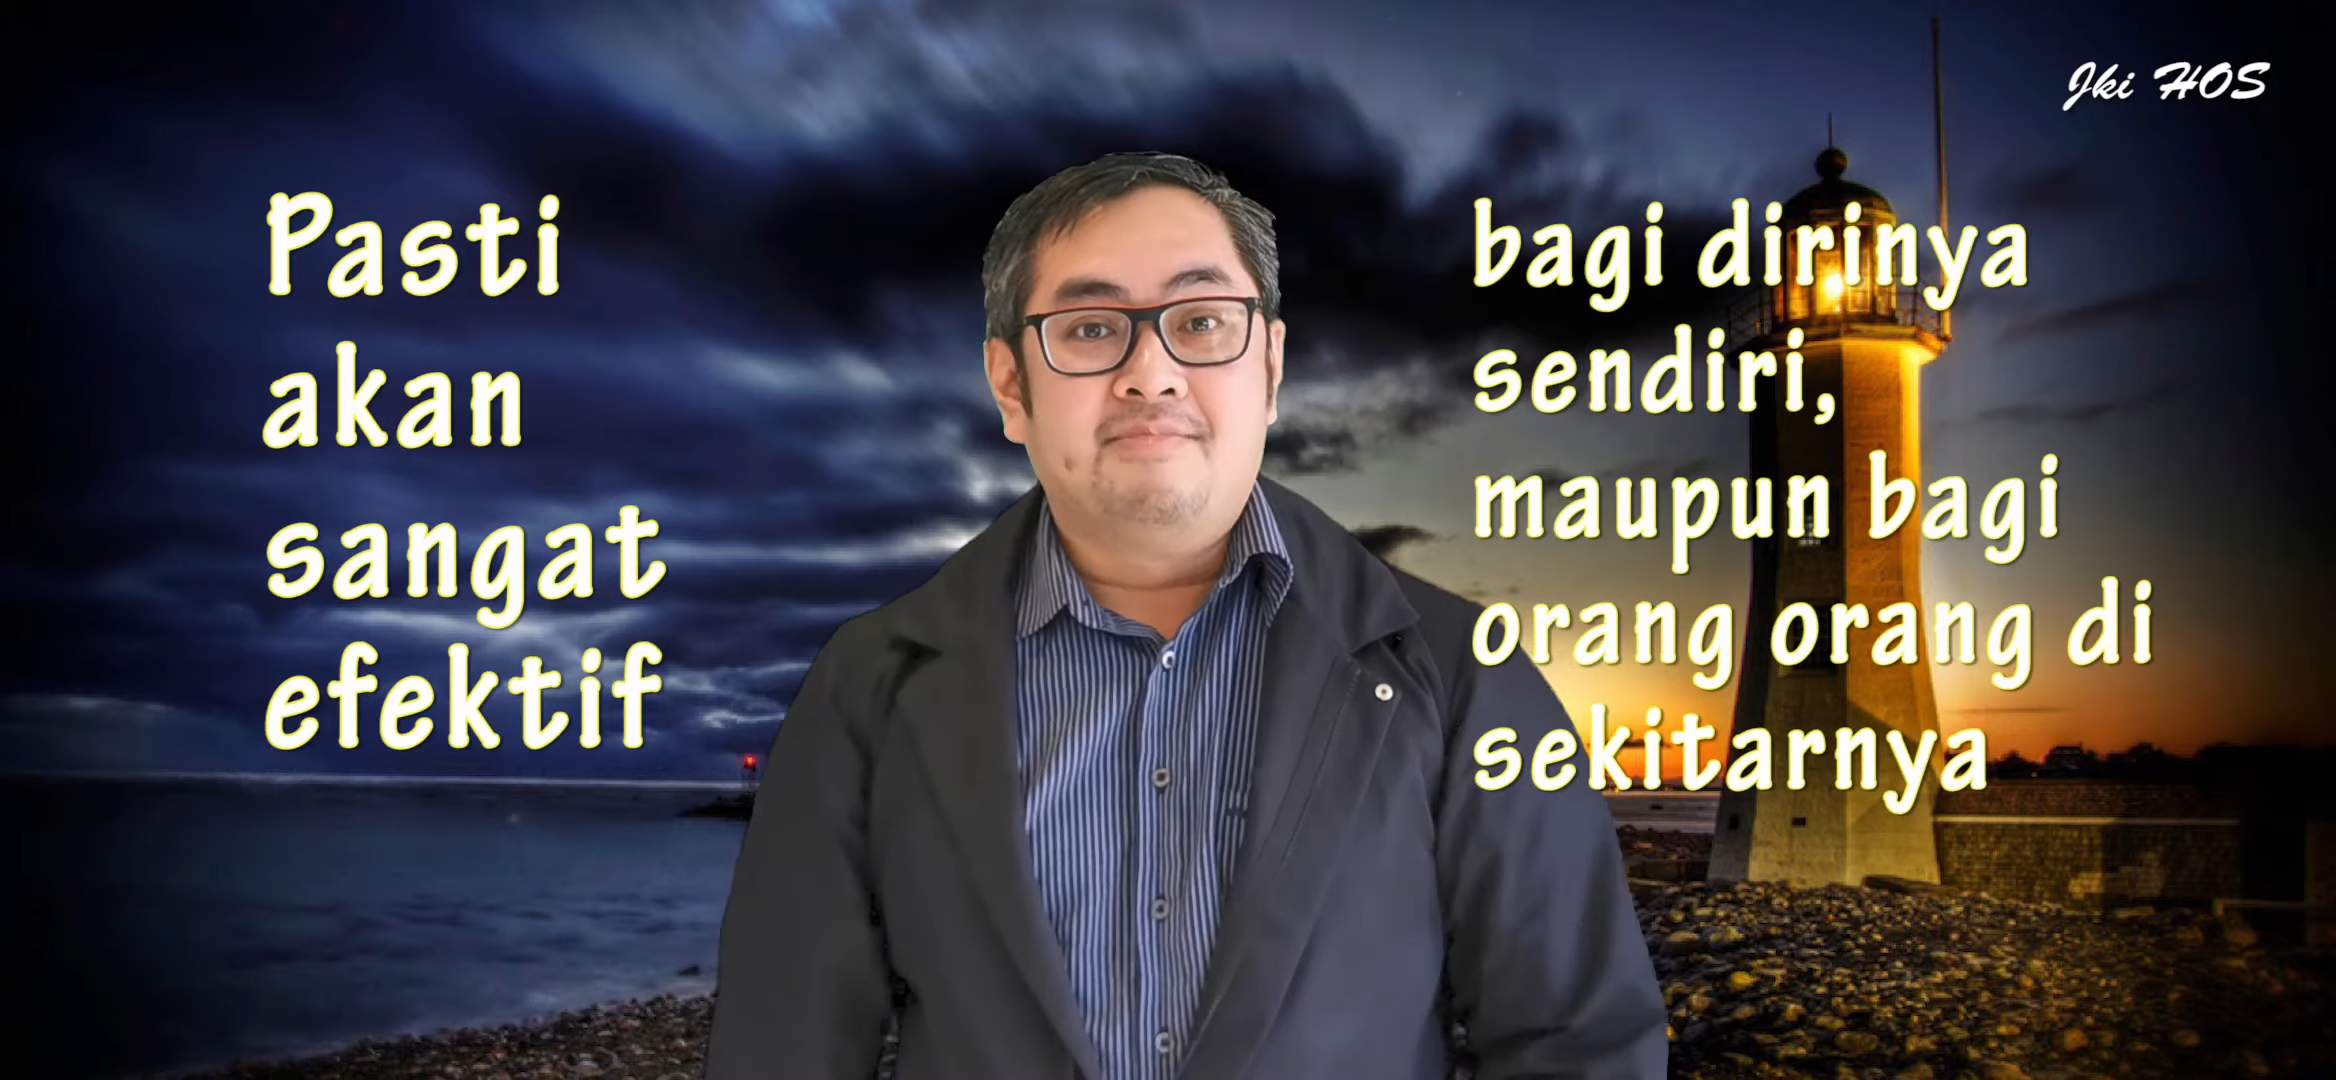 Jki HOS
Pasti
akan
sangat
efektif
bagi dirinya
sendiri,
maupun bagi
orang orang di
sekitarnya